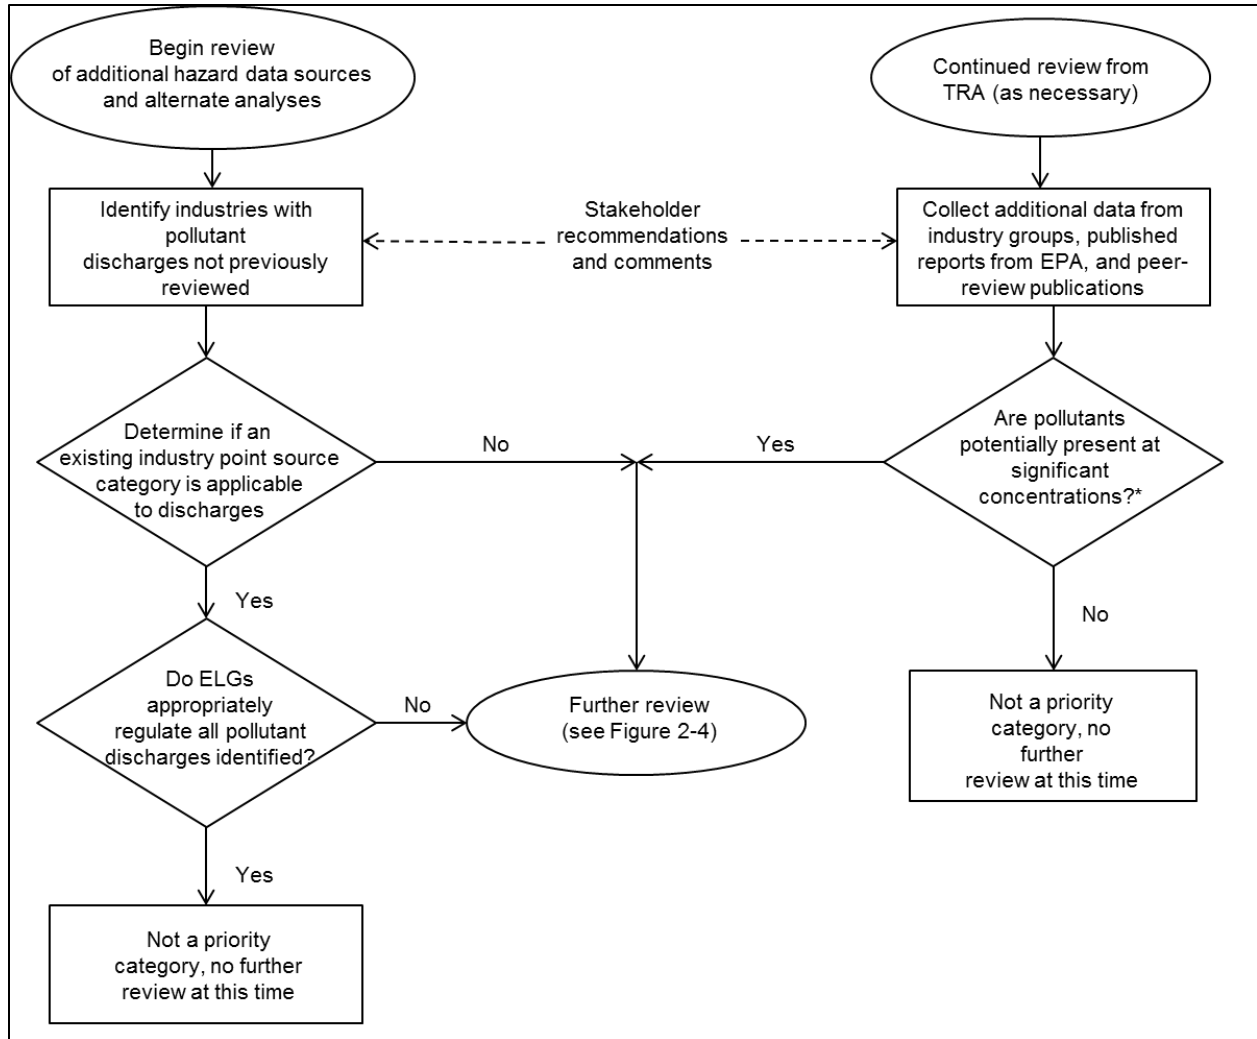 Begin review
of additional hazard data sources
and alternate analyses
Continued review from
TRA (as necessary)
Identify industries with
pollutant
discharges not previously
reviewed
Stakeholder
recommendations
and comments
Collect additional data from
industry groups, published
reports from EPA, and peer-
review publications
Determine if an
existing industry point source
category is applicable
to discharges
No
Yes
Are pollutants
potentially present at
significant
concentrations?*
Yes
No
Do ELGs
appropriately
regulate all pollutant
discharges identified?
No
Further review
(see Figure 2-4)
Not a priority
category, no
further
review at this time
Yes
Not a priority
category, no further
review at this time